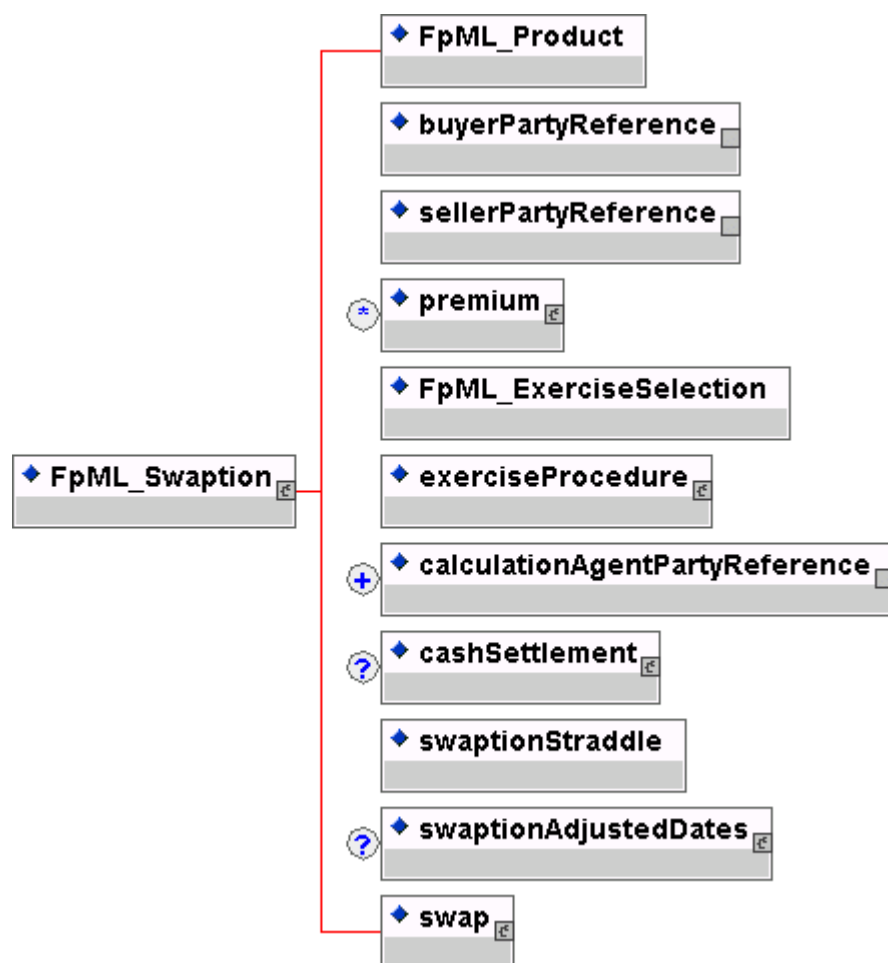 FpML_Product
buyerPartyReference
sellerPartyReference
* premium
FpML_ExerciseSelection
FpML_Swaption
exerciseProcedure
+ calculationAgentPartyReference
? cashSettlement
swaptionStraddle
? swaptionAdjustedDates
swap